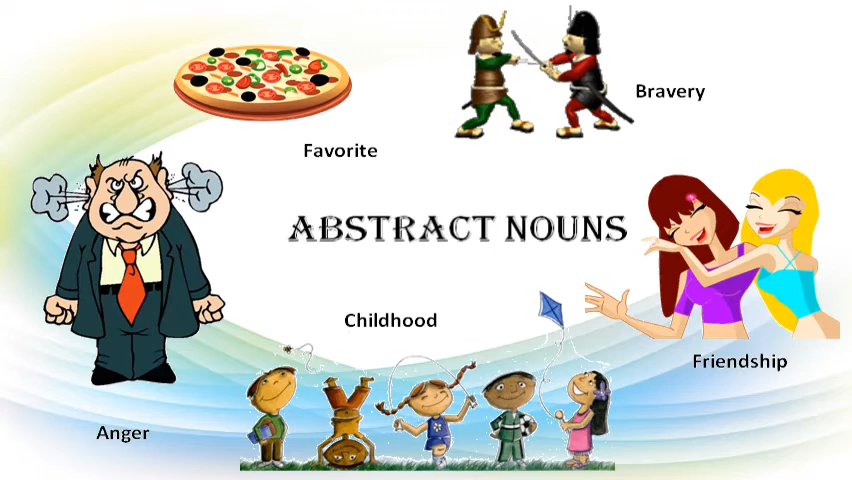 Bravery
Favorite
ABSTRACT NOUNS
Childhood
Friendship
Anger